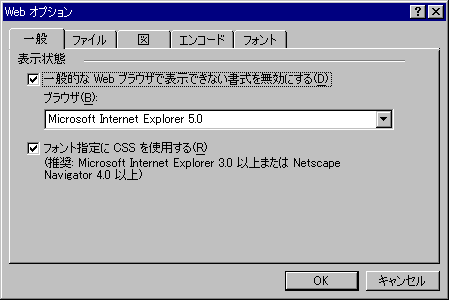 Web オプション
一般
ファイル
図
エンコード
フォント
表示状態
一般的な Web ブラウザで表示できない書式を無効にする(D)
ブラウザ(B):
Microsoft Internet Explorer 5.0
フォント指定に CSS を使用する(R)
(推奨: Microsoft Internet Explorer 3.0 以上または Netscape
Navigator 4.0 以上)
OK
キャンセル